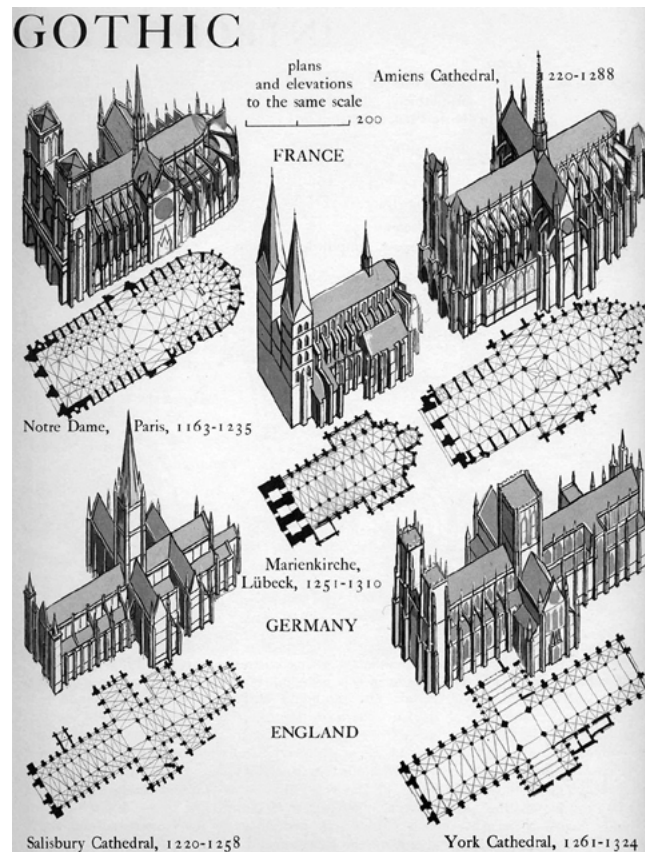 GOTHIC
plans
and elevations
to the same scale
200
Amiens Cathedral, 1220-1288
FRANCE
Notre Dame, Paris, 1163-1235
Marienkirche,
Lübeck, 1251-1310
GERMANY
ENGLAND
Salisbury Cathedral, 1220-1258
York Cathedral, 1261-1324